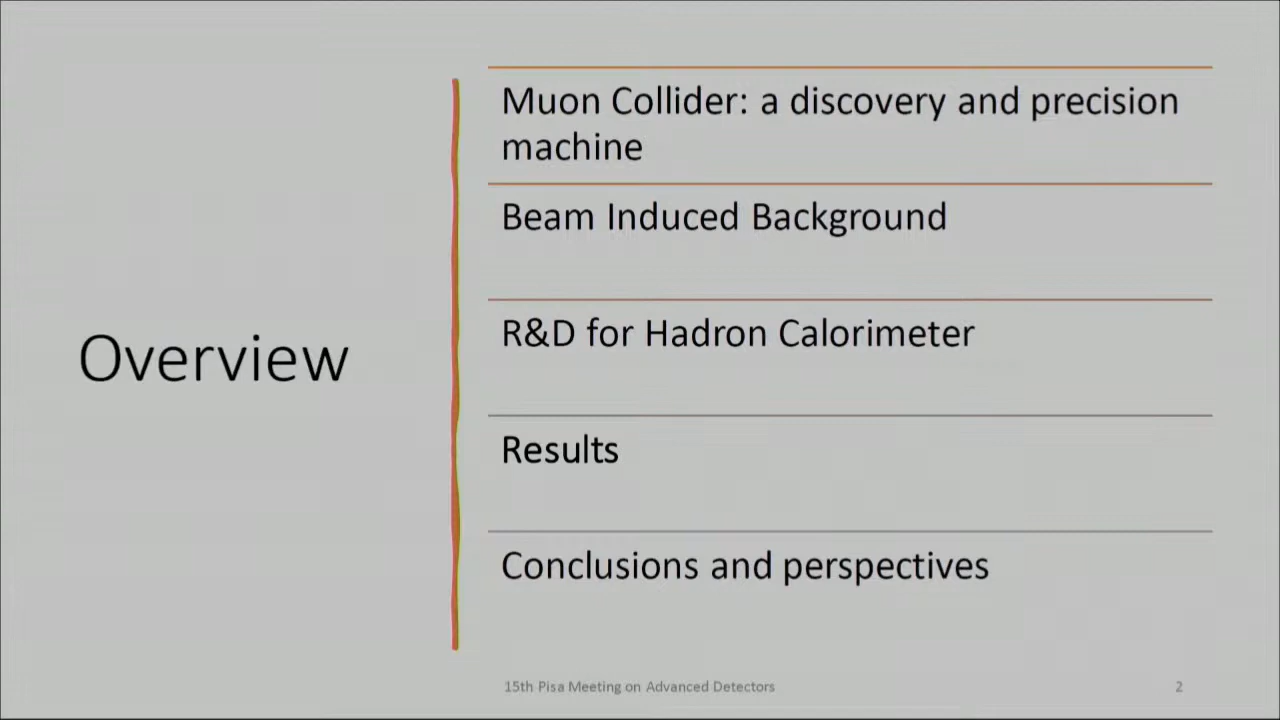 Overview
Muon Collider: a discovery and precision
machine
Beam Induced Background
R&D for Hadron Calorimeter
Results
Conclusions and perspectives
15th Pisa Meeting on Advanced Detectors
2